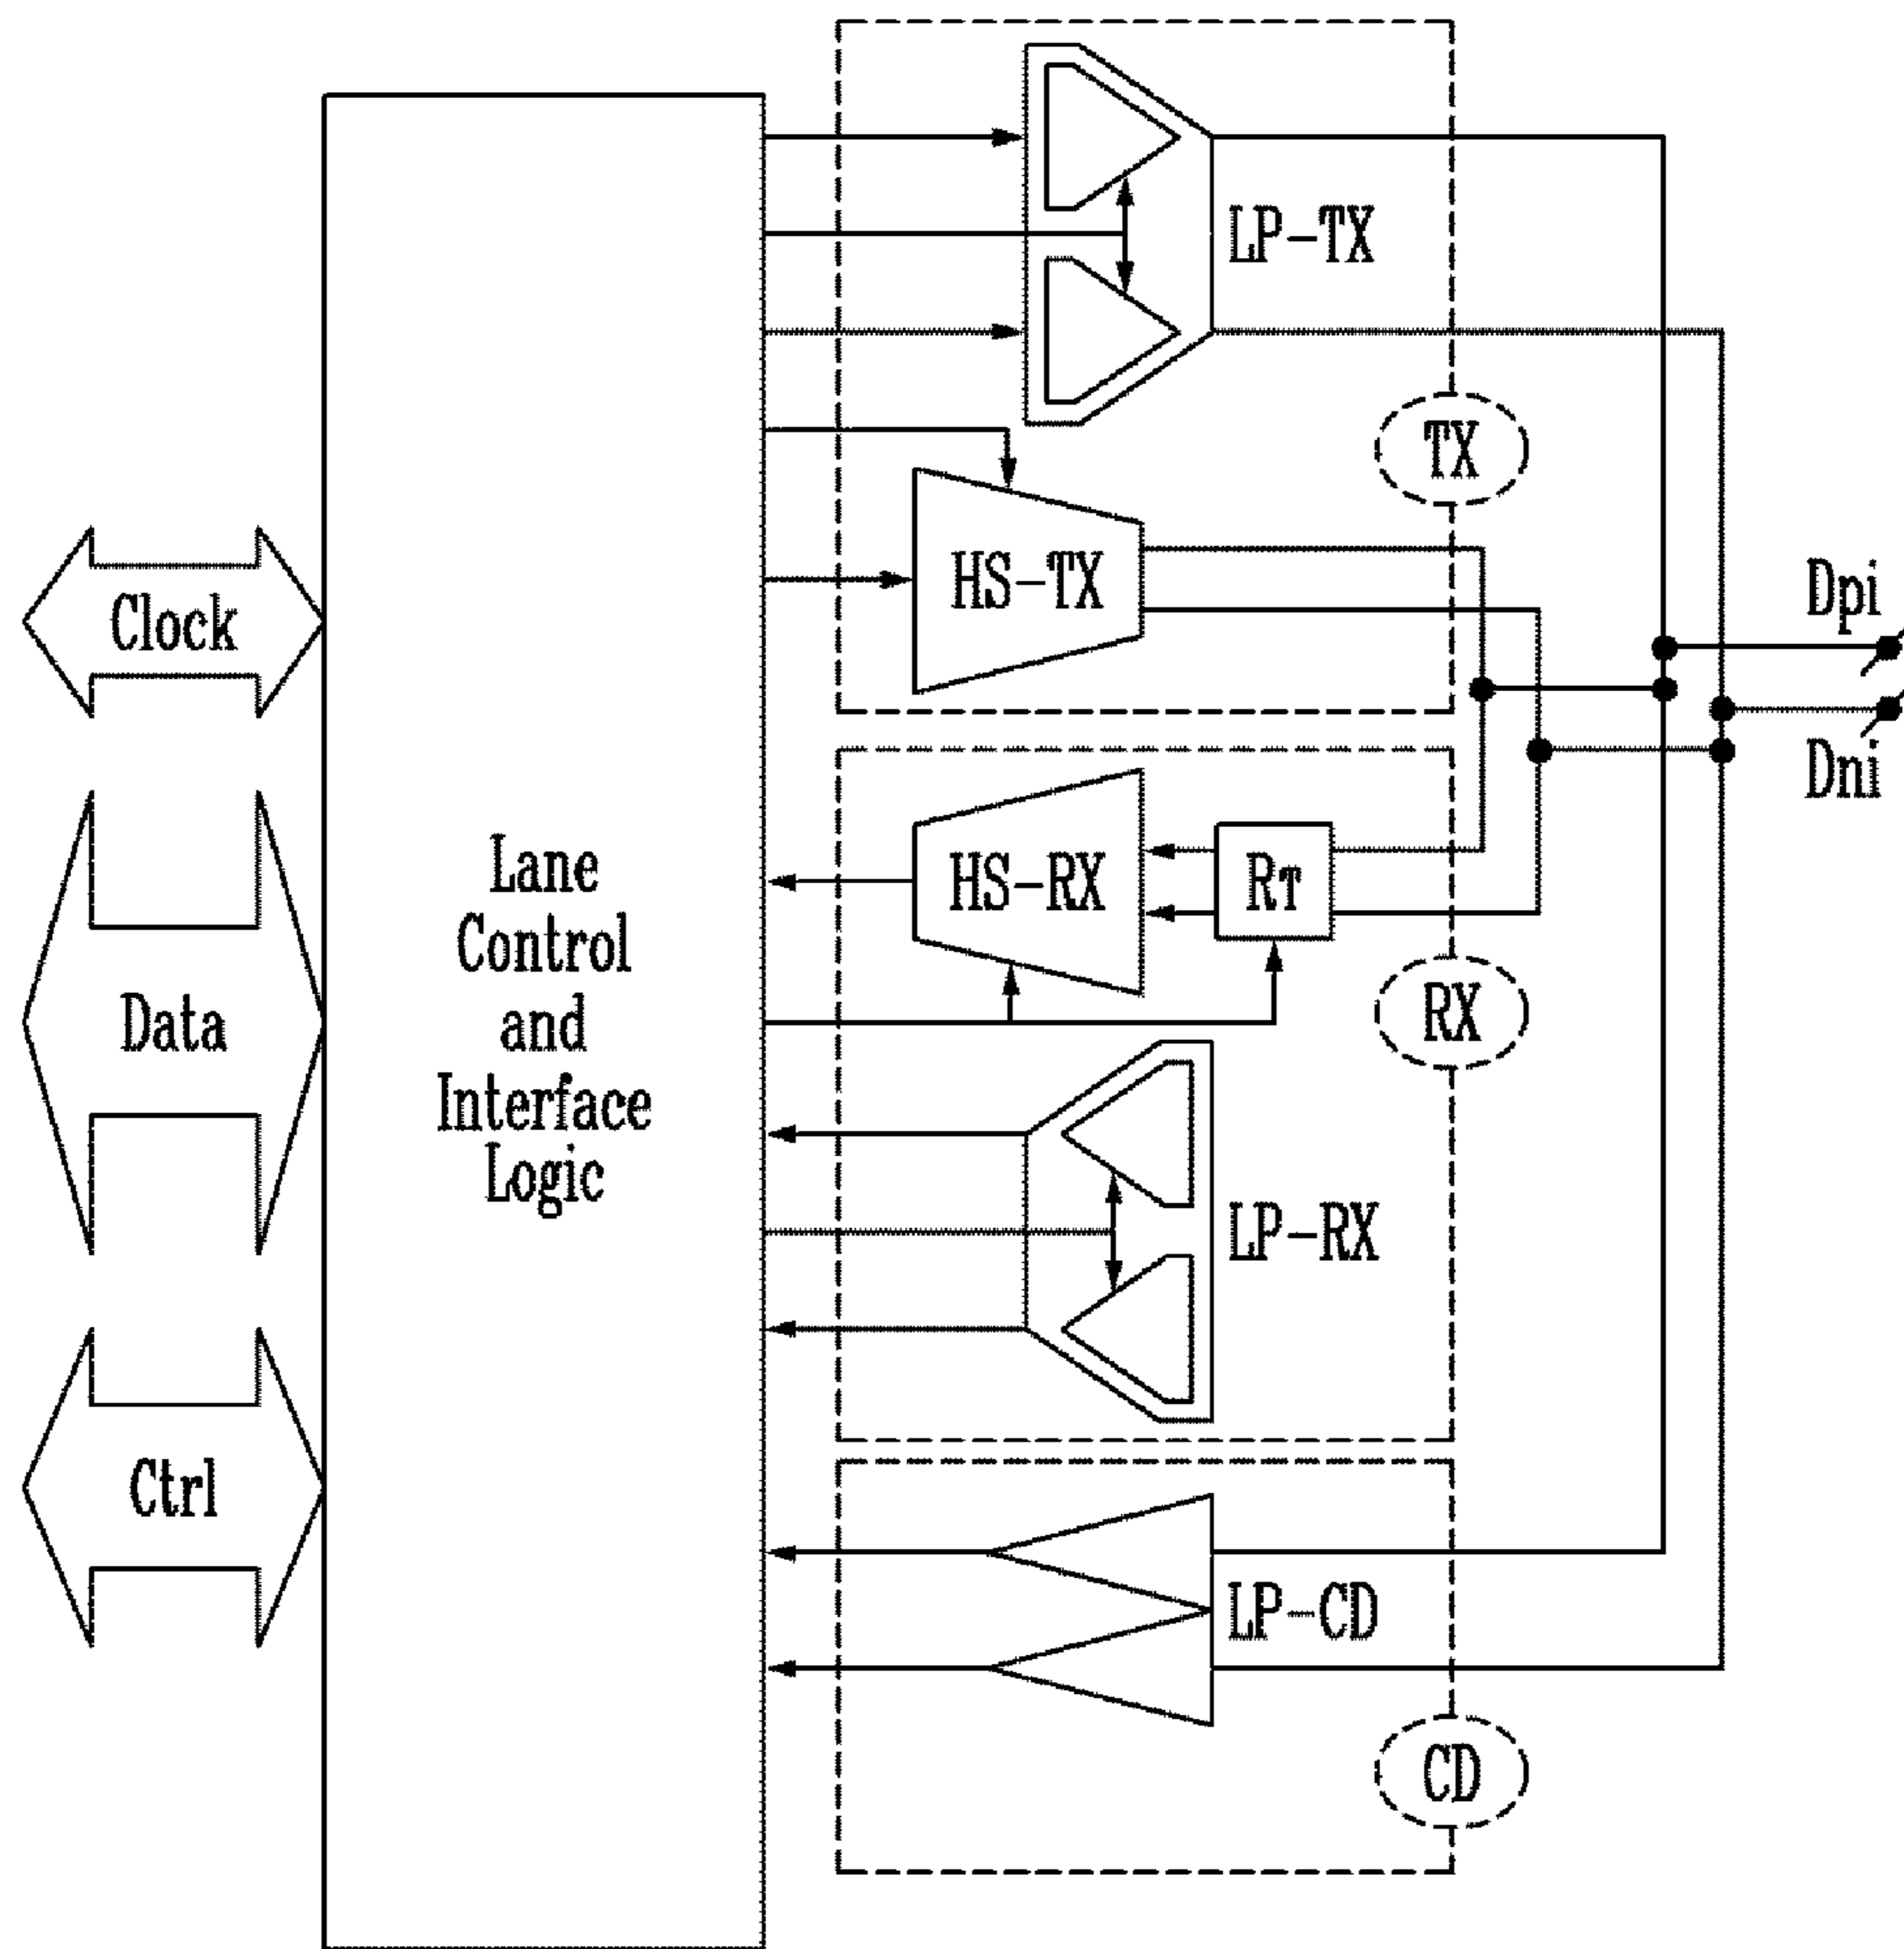 Clock
Data
Ctrl
Lane
Control
and
Interface
Logic
LP-TX
TX
HS-TX
Dpi
Dni
HS-RX
RT
RX
LP-RX
LP-CD
CD